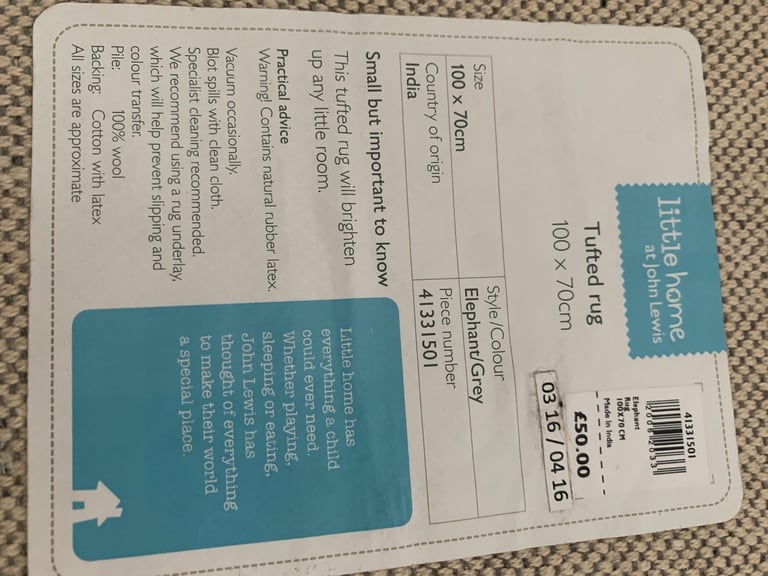 little home
at John Lewis
41331501
Elephant
Rug
100X70 CM
Made In India
£50.00
Tufted rug
100 x 70cm
03 16 / 04 16
Size
100 x 70cm
Style/Colour
Elephant/Grey
Country of origin
India
Piece number
41331501
Small but important to know
This tufted rug will brighten
up any little room.
Practical advice
Warning! Contains natural rubber latex.
Vacuum occasionally.
Blot spills with clean cloth.
Specialist cleaning recommended.
We recommend using a rug underlay,
which will help prevent slipping and
colour transfer.
Pile: 100% wool
Backing: Cotton with latex
All sizes are approximate
Little home has
everything a child
could ever need.
Whether playing,
sleeping or eating,
John Lewis has
thought of everything
to make their world
a special place.